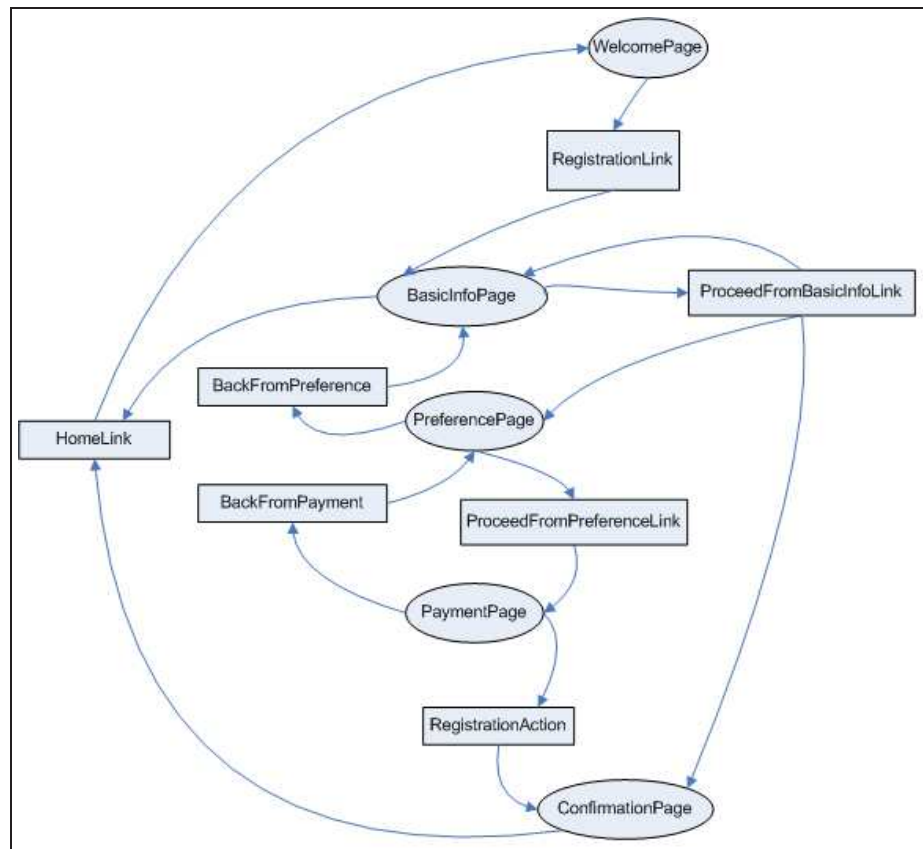 WelcomePage
RegistrationLink
BasicInfoPage
ProceedFromBasicInfoLink
BackFromPreference
PreferencePage
HomeLink
BackFromPayment
ProceedFromPreferenceLink
PaymentPage
RegistrationAction
ConfirmationPage